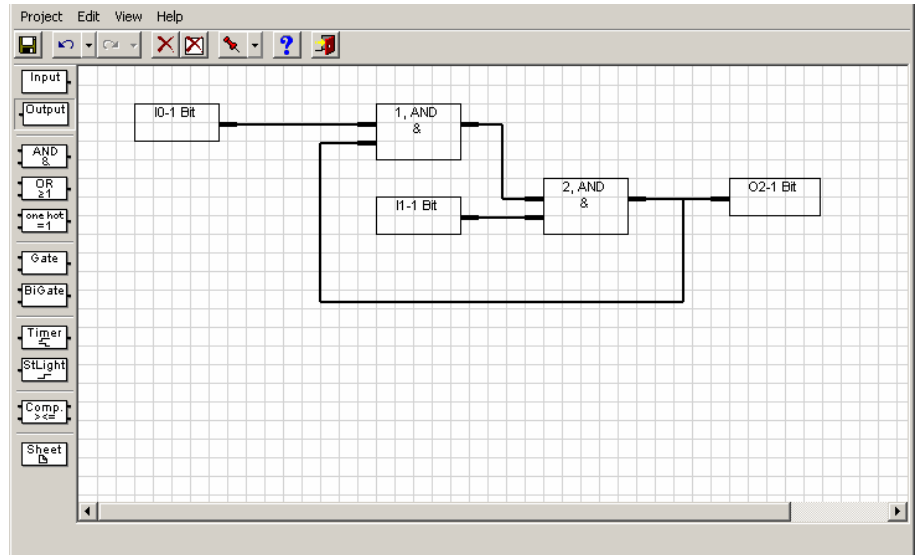 Project Edit View Help
?
Input
Output
AND
&
OR
≥1
one hot
=1
Gate
BiGate
Timer
StLight
Comp.
><=
Sheet
I0-1 Bit
1, AND
&
I1-1 Bit
2, AND
&
O2-1 Bit